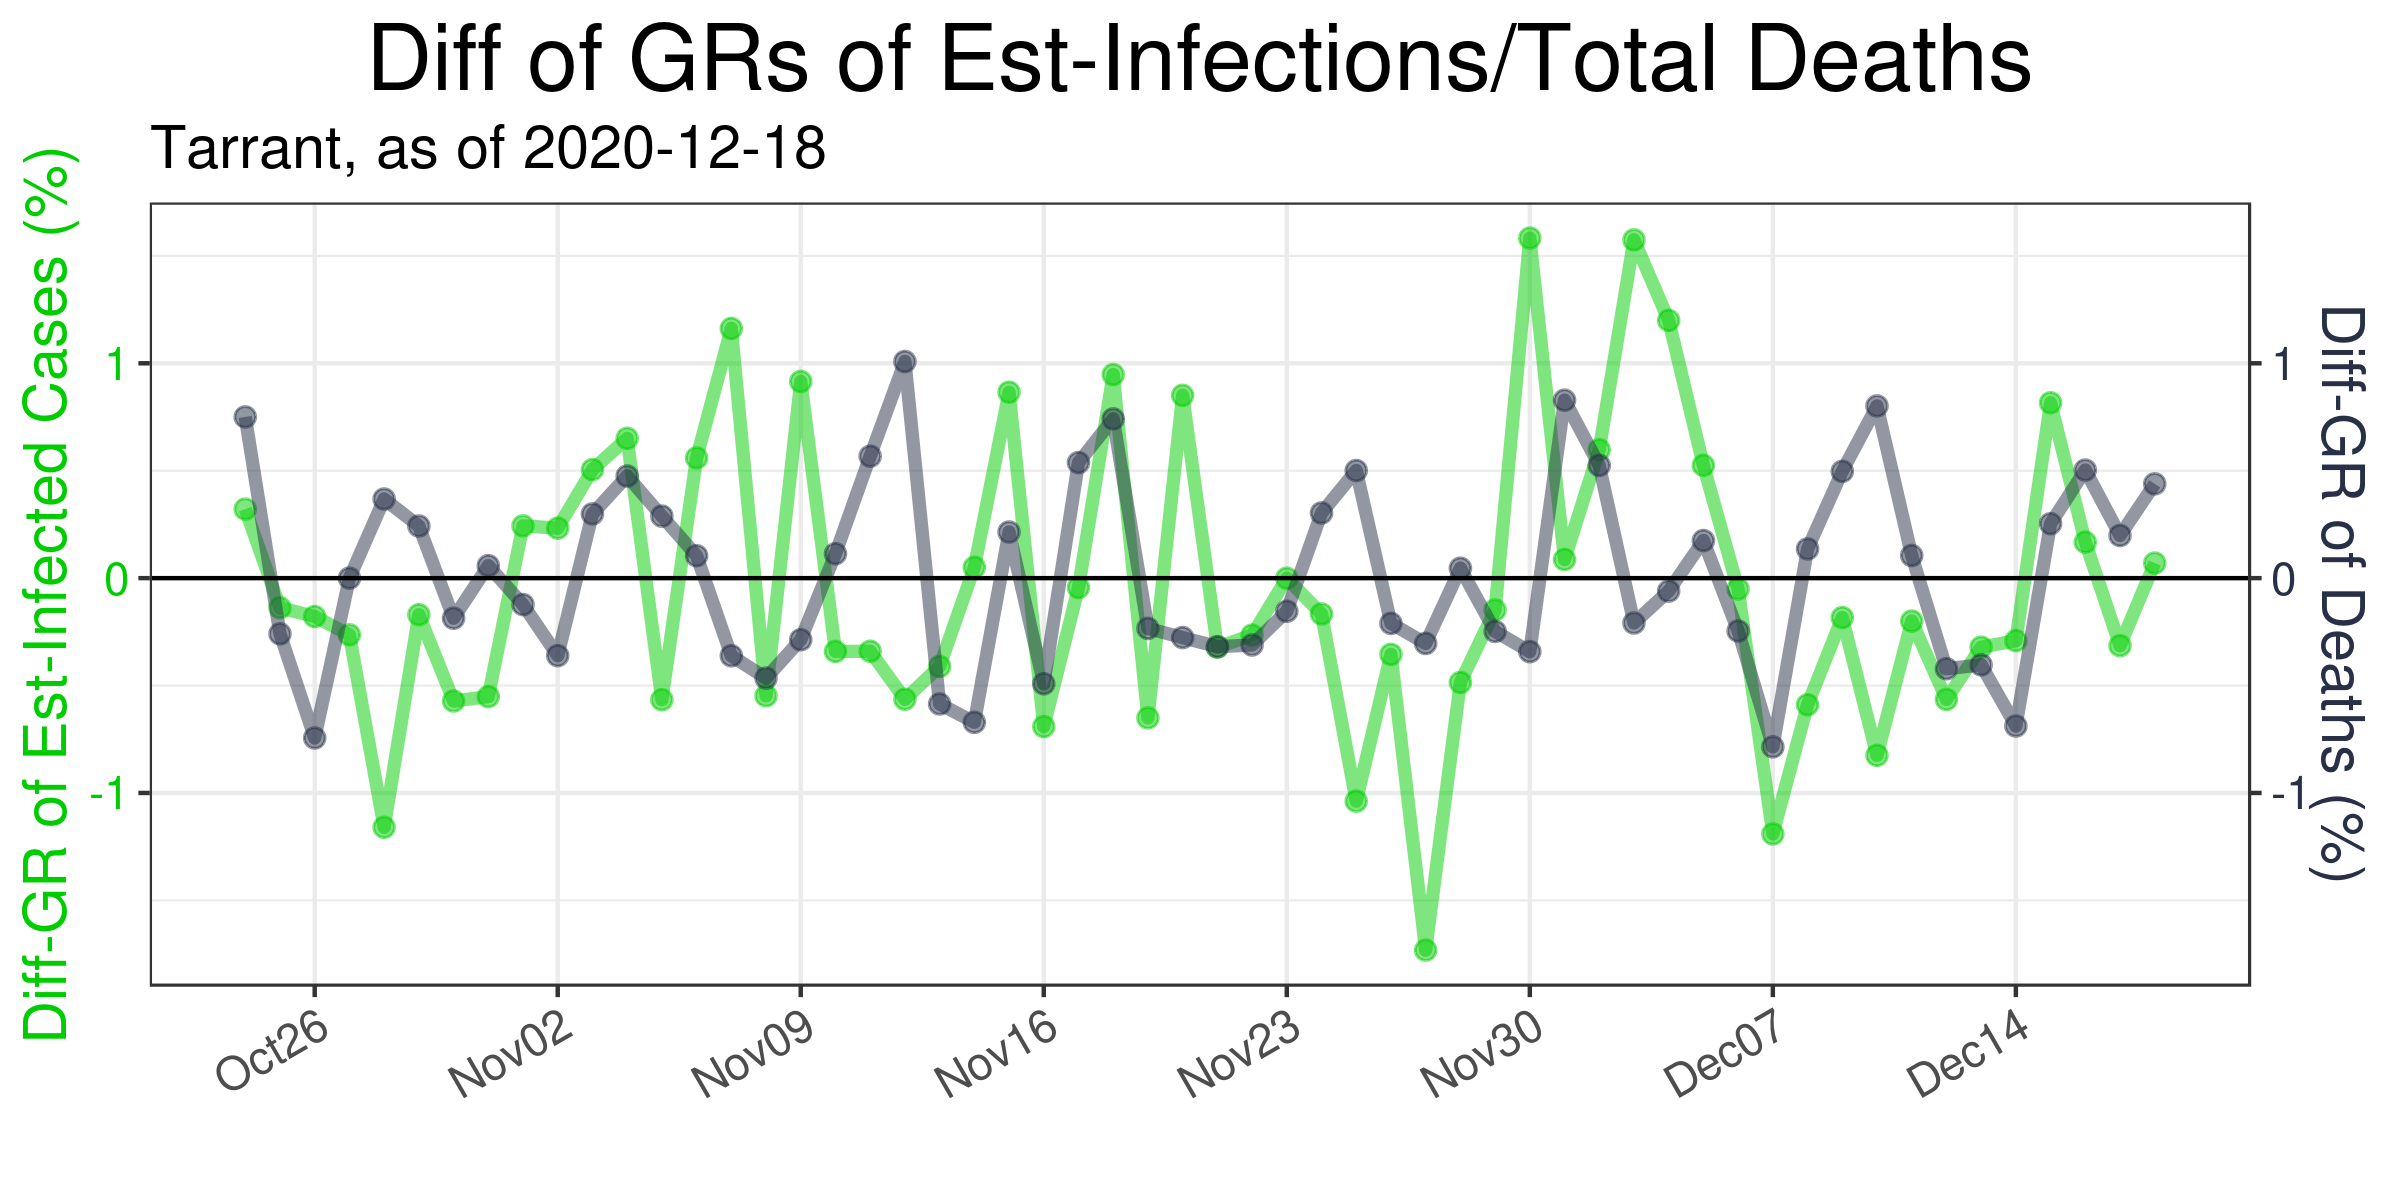 Diff of GRs of Est-Infections/Total Deaths
Tarrant, as of 2020-12-18
Diff-GR of Est-Infected Cases (%)
1
0
-1
1
0
-1
Diff-GR of Deaths (%)
Oct26
Nov02
Nov09
Nov16
Nov23
Nov30
Dec07
Dec14